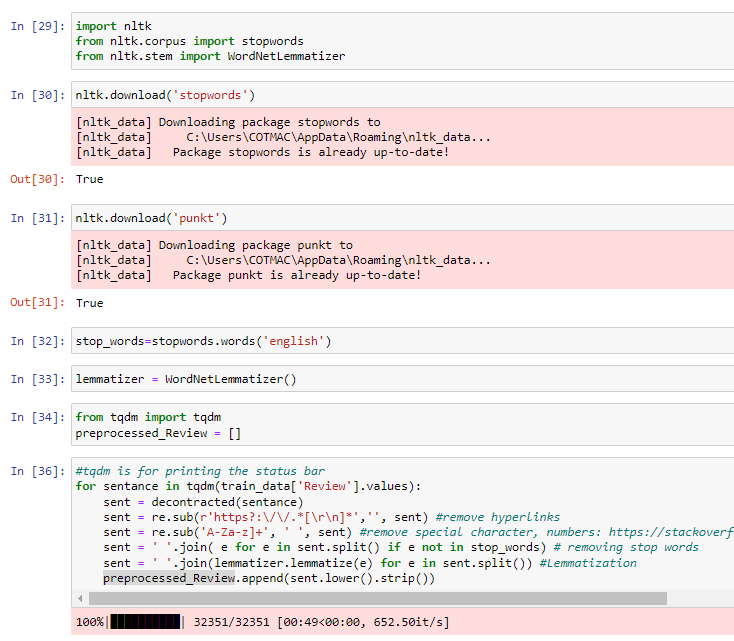 In [29]: import nltk
from nltk.corpus import stopwords
from nltk.stem import WordNetLemmatizer
In [30]: nltk.download('stopwords')
[nltk_data] Downloading package stopwords to
[nltk_data]     C:\Users\COTMAC\AppData\Roaming\nltk_data...
[nltk_data]   Package stopwords is already up-to-date!
Out[30]: True
In [31]: nltk.download('punkt')
[nltk_data] Downloading package punkt to
[nltk_data]     C:\Users\COTMAC\AppData\Roaming\nltk_data...
[nltk_data]   Package punkt is already up-to-date!
Out[31]: True
In [32]: stop_words=stopwords.words('english')
In [33]: lemmatizer = WordNetLemmatizer()
In [34]: from tqdm import tqdm
preprocessed_Review = []
In [36]: #tqdm is for printing the status bar
for sentance in tqdm(train_data['Review'].values):
    sent = decontracted(sentance)
    sent = re.sub(r'https?:\/\/.*[\r\n]*','', sent) #remove hyperlinks
    sent = re.sub('A-Za-z]+', ' ', sent) #remove special character, numbers: https://stackoverf
    sent = ' '.join( e for e in sent.split() if e not in stop_words) # removing stop words
    sent = ' '.join(lemmatizer.lemmatize(e) for e in sent.split()) #Lemmatization
    preprocessed_Review.append(sent.lower().strip())
100%|██████████| 32351/32351 [00:49<00:00, 652.50it/s]